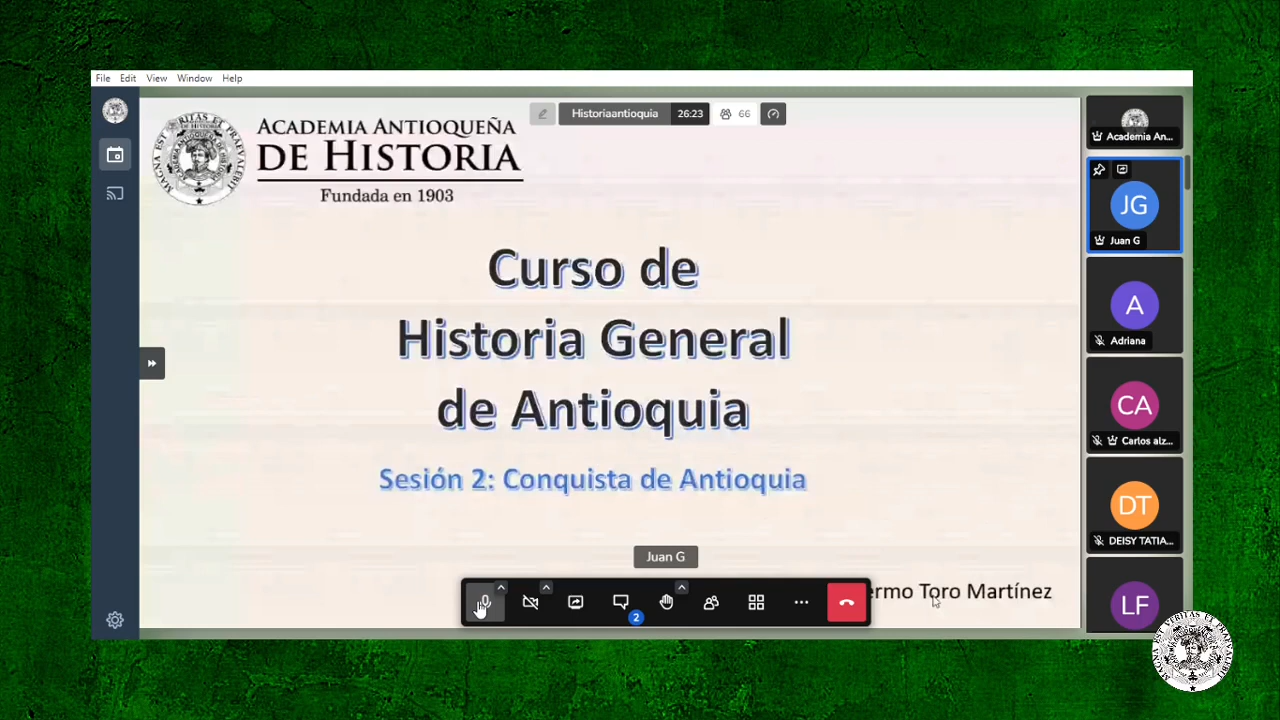 File Edit View Window Help
ACADEMIA ANTIOQUEÑA
DE HISTORIA
Fundada en 1903
Historiaantioquia 26:23 66
Curso de
Historia General
de Antioquia
Sesión 2: Conquista de Antioquia
Juan G
Toro Martínez
2
Academia An...
JG
Juan G
A
Adriana
CA
Carlos alz...
DT
DEISY TATIA...
LF